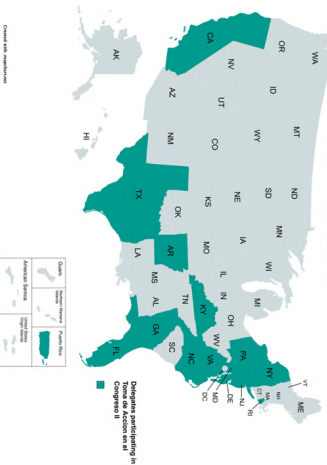 WA
OR
CA
NV
ID
MT
WY
UT
AZ
CO
NM
ND
SD
NE
KS
OK
TX
MN
IA
MO
AR
LA
WI
IL
MI
IN
OH
KY
TN
MS
AL
GA
FL
SC
NC
VA
WV
PA
NY
VT
NH
ME
MA
CT
RI
NJ
DE
MD
DC
AK
HI
Guam
Northern Mariana
Islands
Puerto Rico
American Samoa
United States
Virgin Islands
Delegates participating in
Toma de Accion en el
Congreso II
Created with mapchart.net